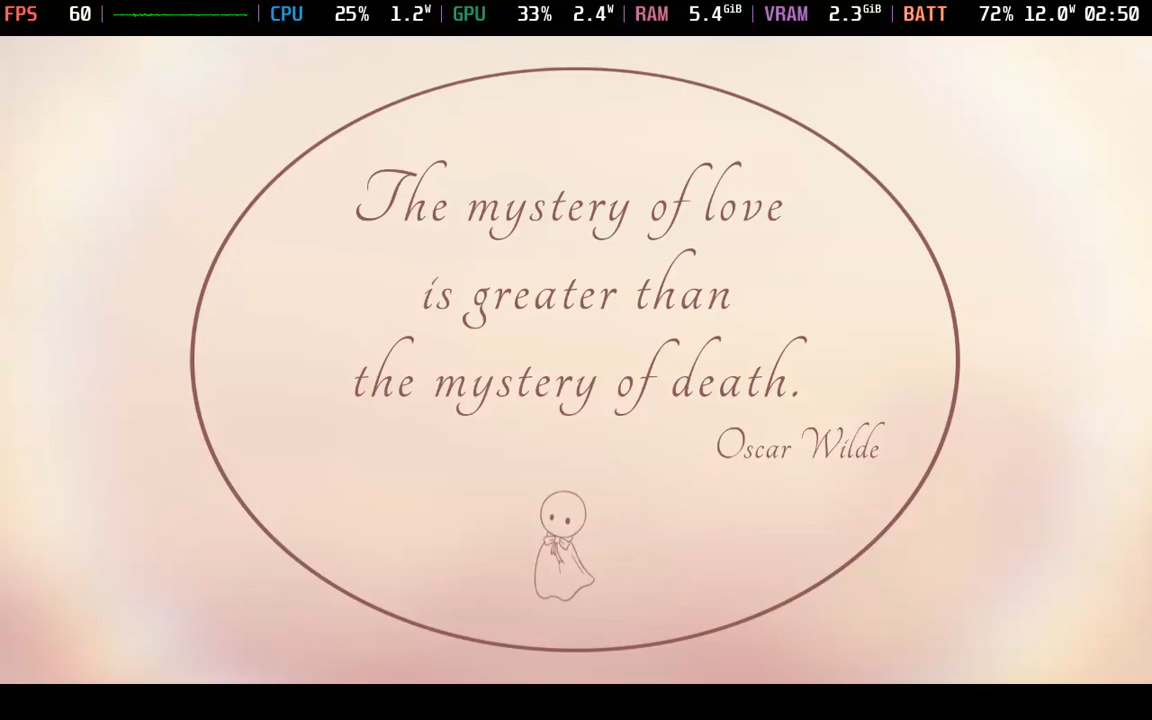 FPS 60 CPU 25% 1.2W GPU 33% 2.4W RAM 5.4GiB VRAM 2.3GiB BATT 72% 12.0W 02:50
The mystery of love
is greater than
the mystery of death.
Oscar Wilde